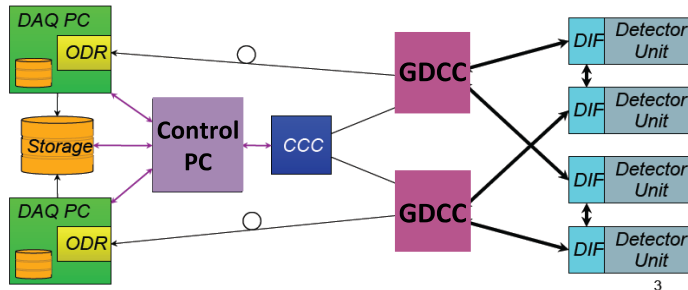 DAQ PC
ODR
Storage
DAQ PC
ODR
Control
PC
CCC
GDCC
GDCC
DIF
Detector
Unit
DIF
Detector
Unit
DIF
Detector
Unit
DIF
Detector
Unit
3